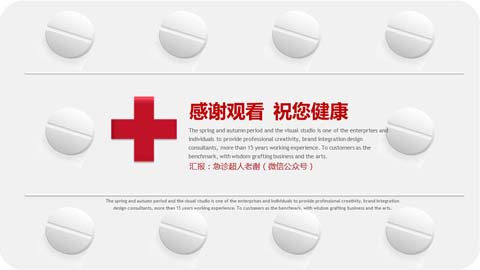 感谢观看 祝您健康
The spring and autumn period and the visual studio is one of the enterprises and
individuals to provide professional creativity, brand integration design
consultants, more than 15 years working experience. To customers as the
benchmark, with wisdom grafting business and the arts.
汇报：急诊超人老谢（微信公众号）
The spring and autumn period and the visual studio is one of the enterprises and individuals to provide professional creativity, brand integration
design consultants, more than 15 years working experience. To customers as the benchmark, with wisdom grafting business and the arts.